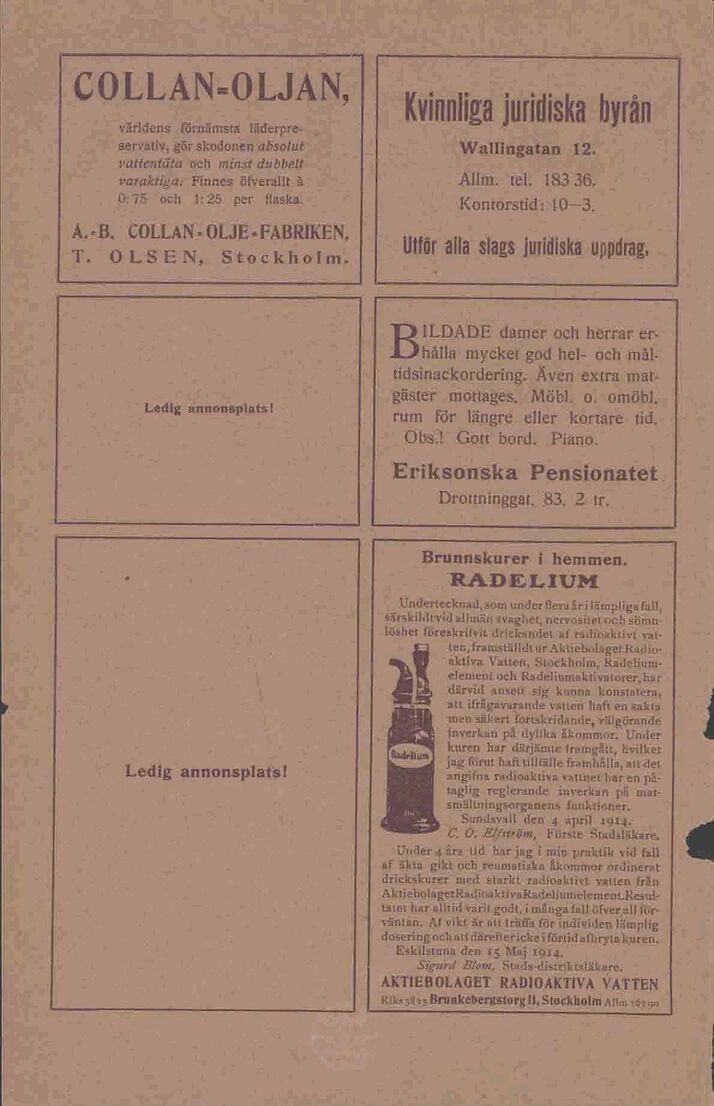 COLLAN=OLJAN,
världens förnämsta läderpre-
servativ, gör skodonen absolut
vattentäta och minst dubbelt
varaktiga. Finnes öfverallt à
0:75 och 1:25 per flaska.
A.-B. COLLAN-OLJE-FABRIKEN,
T. OLSEN, Stockholm.
Kvinnliga juridiska byrån
Wallingatan 12.
Allm. tel. 183 36.
Kontorstid: 10—3.
Utför alla slags juridiska uppdrag.
Ledig annonsplats!
BILDADE damer och herrar er-
hålla mycket god hel- och mål-
tidsinackordering. Även extra mat-
gäster mottages. Möbl. o. omöbl.
rum för längre eller kortare tid.
Obs.! Gott bord. Piano.
Eriksonska Pensionatet
Drottninggat. 83, 2 tr.
Ledig annonsplats!
Brunnskurer i hemmen.
RADELIUM
Undertecknad, som under flera år i lämpliga fall,
särskildt vid allmän svaghet, nervositet och sömn-
löshet föreskrifvit drickandet af radioaktivt vat-
ten, framställdt ur Aktiebolaget Radio-
aktiva Vatten, Stockholm, Radelium-
element och Radeliumaktivatorer, har
därvid ansett sig kunna konstatera,
att ifrågavarande vatten haft en sakta
men säkert fortskridande, välgörande
inverkan på dylika åkommor. Under
kuren har därjämte framgått, hvilket
jag förut haft tillfälle framhålla, att det
angifna radioaktiva vattnet har en på-
taglig reglerande inverkan på mat-
smältningsorganens funktioner.
Sundsvall den 4 april 1914.
C. O. Elfström, Förste Stadsläkare.
Radelium
Under 4 års tid har jag i min praktik vid fall
af äkta gikt och reumatiska åkommor ordinerat
drickskurer med starkt radioaktivt vatten från
Aktiebolaget Radioaktiva Radeliumelement. Resul-
tatet har alltid varit godt, i många fall öfver all för-
väntan. Af vikt är att träffa för individen lämplig
dosering och att därefter icke i förtid afbryta kuren.
Eskilstuna den 15 Maj 1914.
Sigurd Blom, Stads-distriktsläkare.
AKTIEBOLAGET RADIOAKTIVA VATTEN
Brunkebergstorg 11, Stockholm